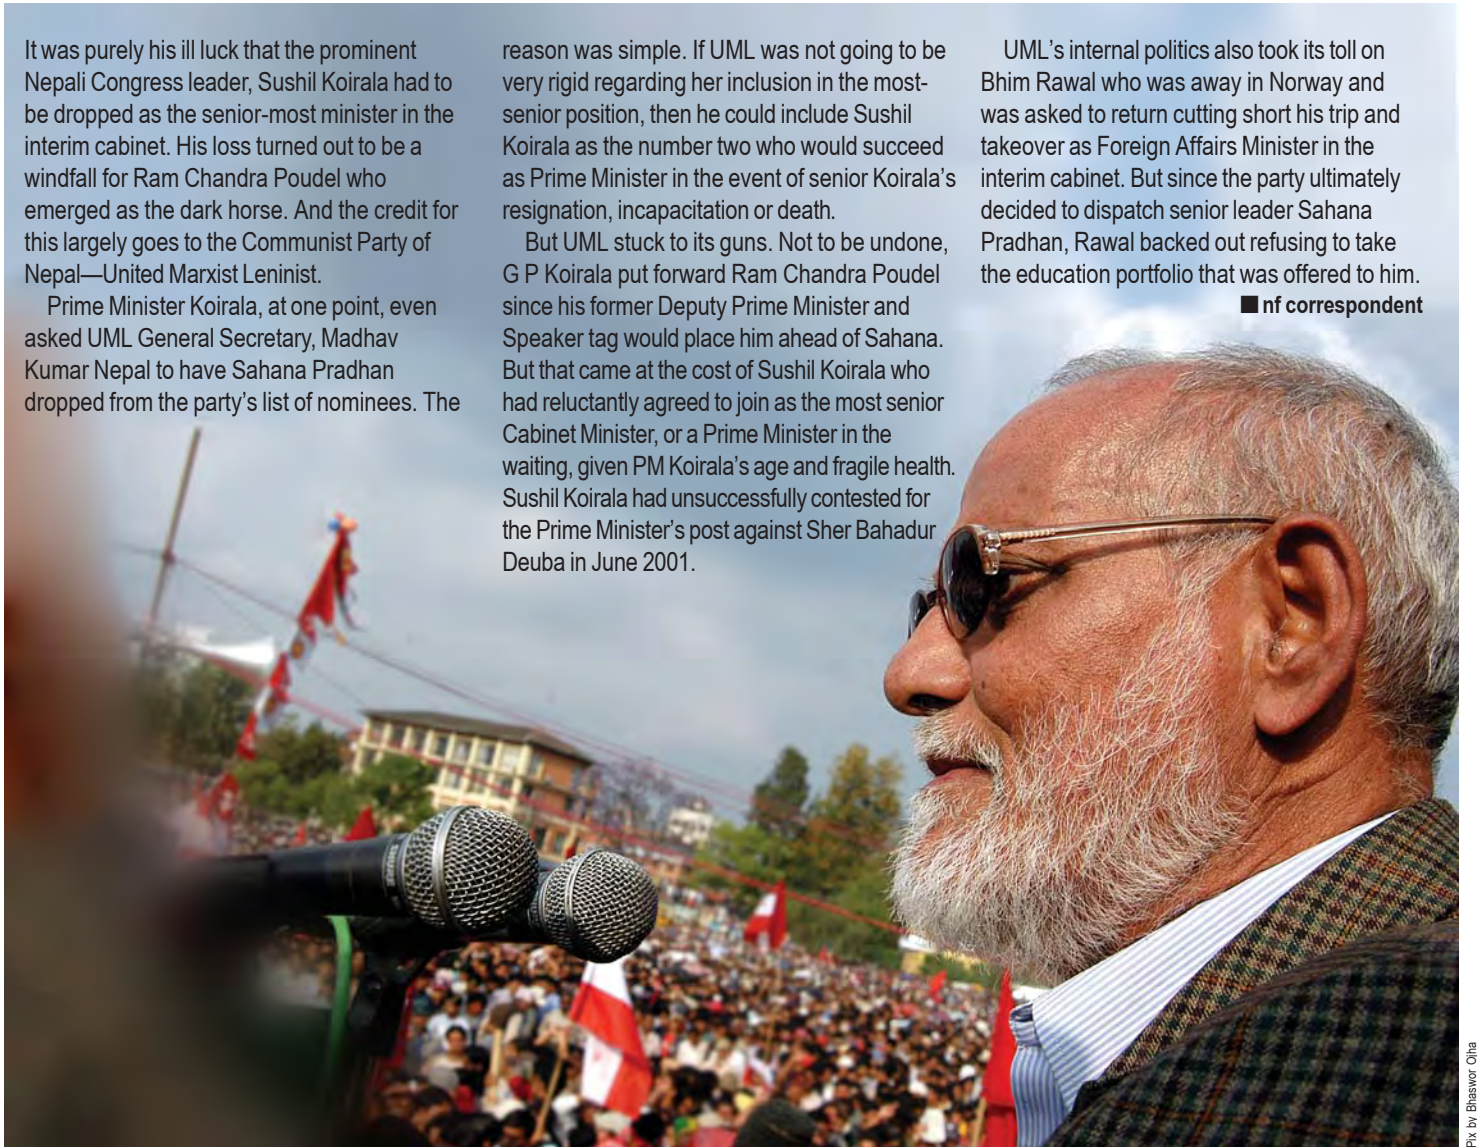 It was purely his ill luck that the prominent
Nepali Congress leader, Sushil Koirala had to
be dropped as the senior-most minister in the
interim cabinet. His loss turned out to be a
windfall for Ram Chandra Poudel who
emerged as the dark horse. And the credit for
this largely goes to the Communist Party of
Nepal—United Marxist Leninist.
Prime Minister Koirala, at one point, even
asked UML General Secretary, Madhav
Kumar Nepal to have Sahana Pradhan
dropped from the party's list of nominees. The
reason was simple. If UML was not going to be
very rigid regarding her inclusion in the most-
senior position, then he could include Sushil
Koirala as the number two who would succeed
as Prime Minister in the event of senior Koirala's
resignation, incapacitation or death.
But UML stuck to its guns. Not to be undone,
G P Koirala put forward Ram Chandra Poudel
since his former Deputy Prime Minister and
Speaker tag would place him ahead of Sahana.
But that came at the cost of Sushil Koirala who
had reluctantly agreed to join as the most senior
Cabinet Minister, or a Prime Minister in the
waiting, given PM Koirala's age and fragile health.
Sushil Koirala had unsuccessfully contested for
the Prime Minister's post against Sher Bahadur
Deuba in June 2001.
UML's internal politics also took its toll on
Bhim Rawal who was away in Norway and
was asked to return cutting short his trip and
takeover as Foreign Affairs Minister in the
interim cabinet. But since the party ultimately
decided to dispatch senior leader Sahana
Pradhan, Rawal backed out refusing to take
the education portfolio that was offered to him.
■ nf correspondent
Pix by Bhaswor Ojha